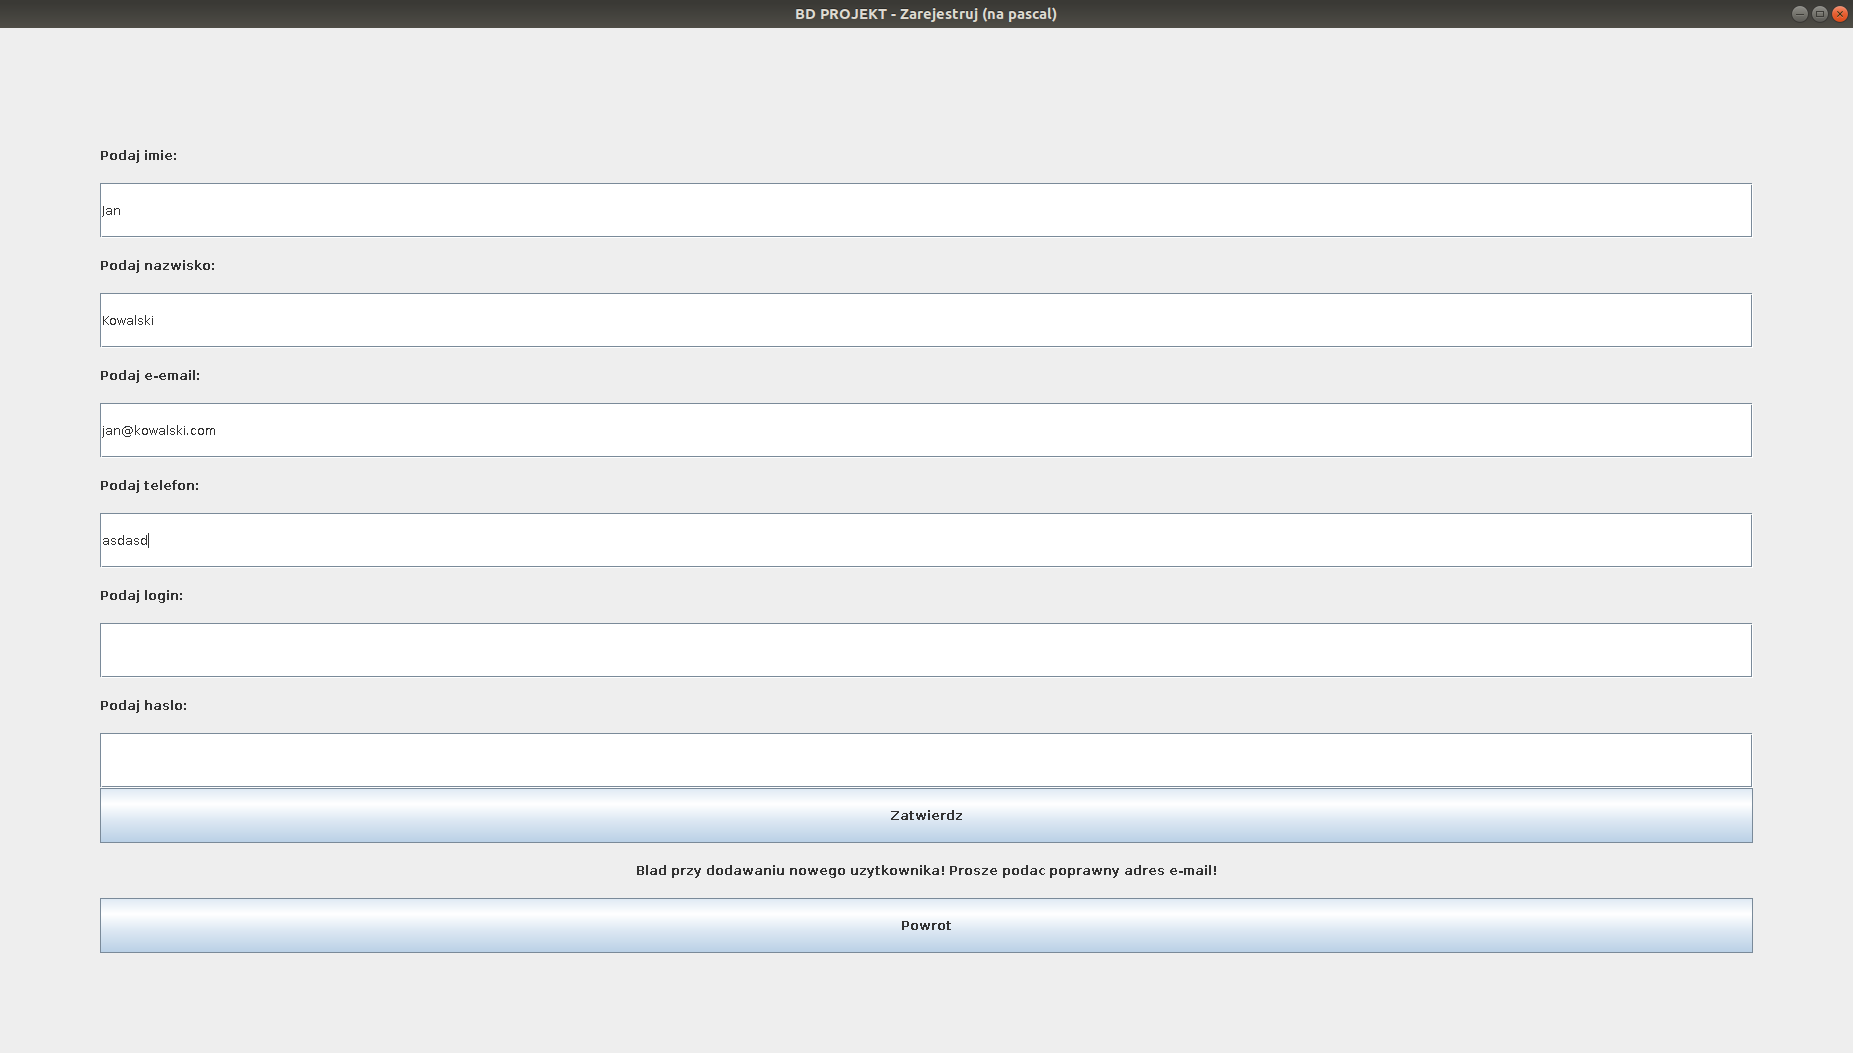 BD PROJEKT - Zarejestruj (na pascal)
Podaj imie:
Jan
Podaj nazwisko:
Kowalski
Podaj e-email:
jan@kowalski.com
Podaj telefon:
asdasd
Podaj login:
Podaj haslo:
Zatwierdz
Blad przy dodawaniu nowego uzytkownika! Prosze podac poprawny adres e-mail!
Powrot